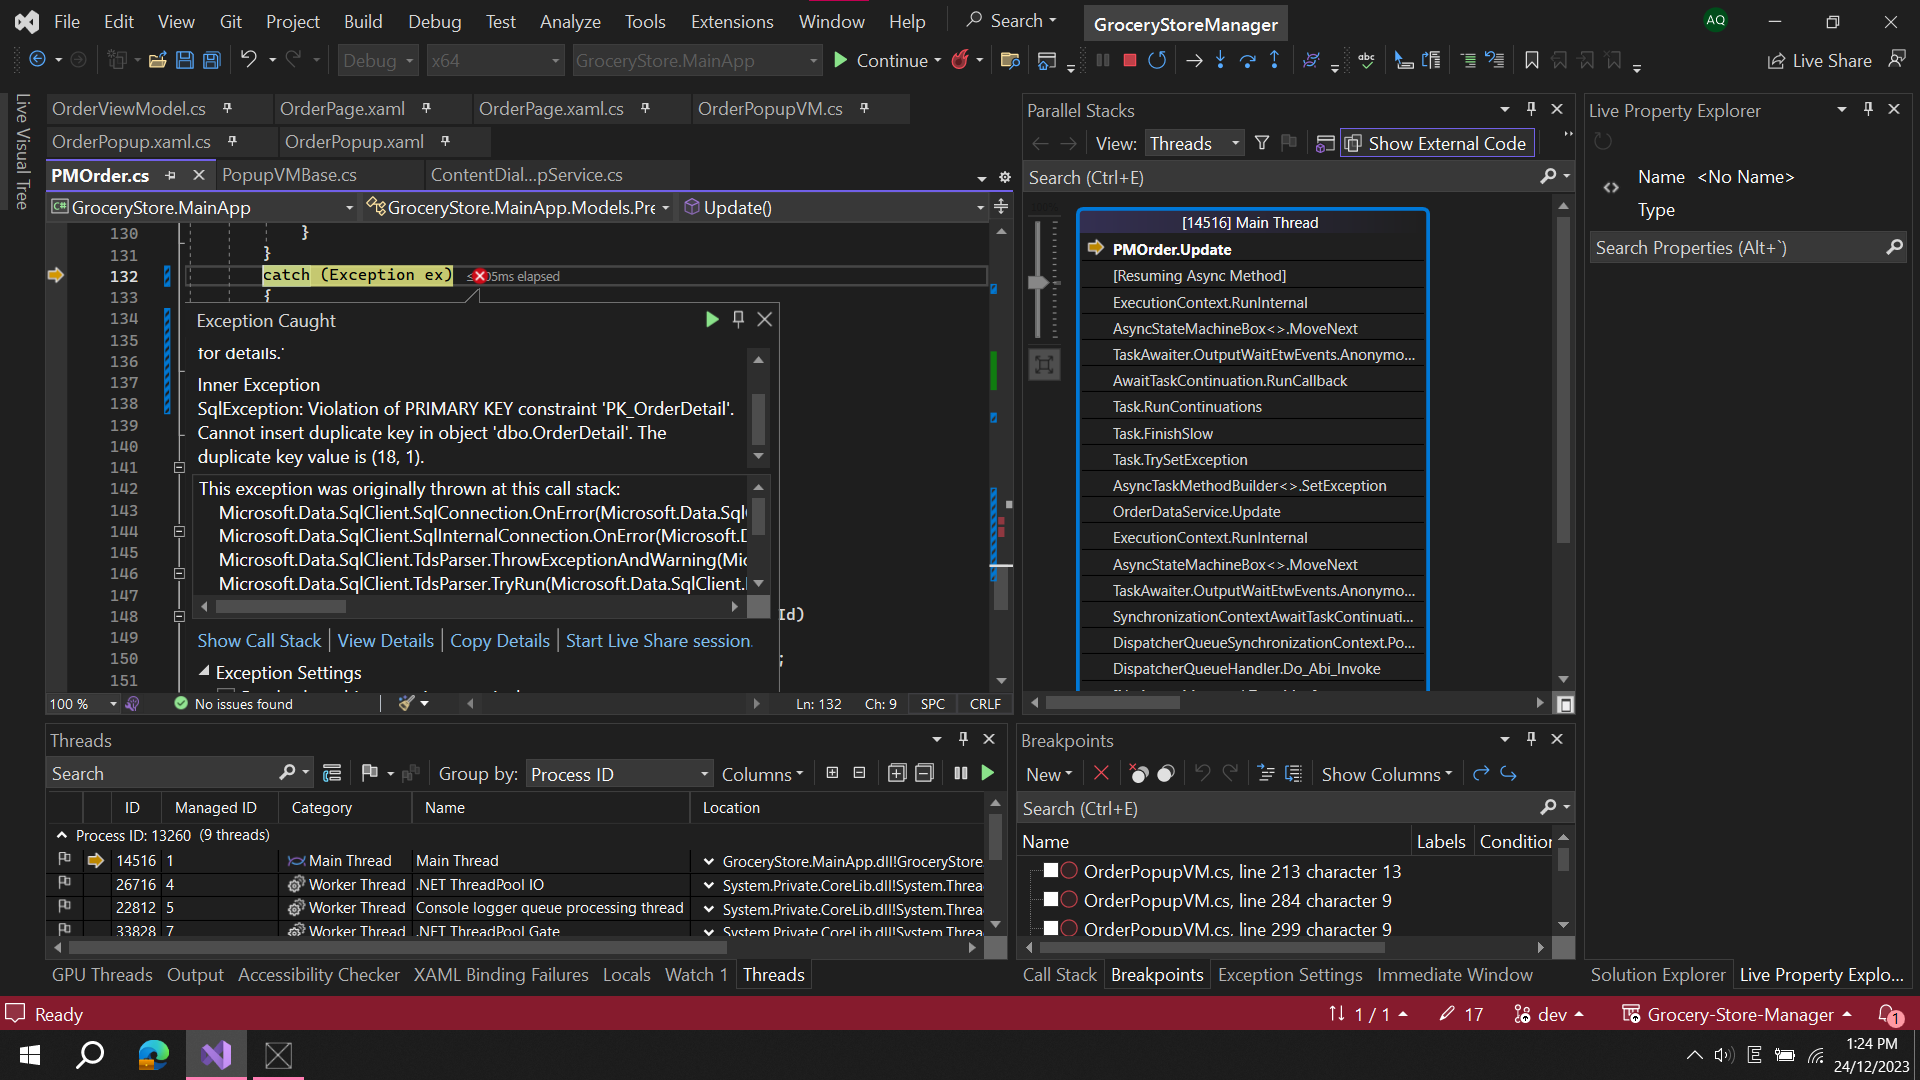 File Edit View Git Project Build Debug Test Analyze Tools Extensions Window Help Search GroceryStoreManager AQ
Debug x64 GroceryStore.MainApp Continue Live Share
Live Visual Tree
OrderViewModel.cs OrderPage.xaml OrderPage.xaml.cs OrderPopupVM.cs
OrderPopup.xaml.cs OrderPopup.xaml
PMOrder.cs PopupVMBase.cs ContentDial...pService.cs
GroceryStore.MainApp GroceryStore.MainApp.Models.Pre Update()
130 }
131 }
132 catch (Exception ex) 05ms elapsed
133 {
134
135
136
137
138
139
140
141
142
143
144
145
146
147
148 Id)
149
150 ;
151
Exception Caught
for details.'
Inner Exception
SqlException: Violation of PRIMARY KEY constraint 'PK_OrderDetail'.
Cannot insert duplicate key in object 'dbo.OrderDetail'. The
duplicate key value is (18, 1).
This exception was originally thrown at this call stack:
Microsoft.Data.SqlClient.SqlConnection.OnError(Microsoft.Data.Sql
Microsoft.Data.SqlClient.SqlInternalConnection.OnError(Microsoft.D
Microsoft.Data.SqlClient.TdsParser.ThrowExceptionAndWarning(Mic
Microsoft.Data.SqlClient.TdsParser.TryRun(Microsoft.Data.SqlClient.
Show Call Stack View Details Copy Details Start Live Share session
Exception Settings
100 % No issues found Ln: 132 Ch: 9 SPC CRLF
Parallel Stacks
View: Threads Show External Code
Search (Ctrl+E)
[14516] Main Thread
PMOrder.Update
[Resuming Async Method]
ExecutionContext.RunInternal
AsyncStateMachineBox<>.MoveNext
TaskAwaiter.OutputWaitEtwEvents.Anonymo...
AwaitTaskContinuation.RunCallback
Task.RunContinuations
Task.FinishSlow
Task.TrySetException
AsyncTaskMethodBuilder<>.SetException
OrderDataService.Update
ExecutionContext.RunInternal
AsyncStateMachineBox<>.MoveNext
TaskAwaiter.OutputWaitEtwEvents.Anonymo...
SynchronizationContextAwaitTaskContinuati...
DispatcherQueueSynchronizationContext.Po...
DispatcherQueueHandler.Do_Abi_Invoke
Live Property Explorer
Name <No Name>
Type
Search Properties (Alt+`)
Threads
Search Group by: Process ID Columns
ID Managed ID Category Name Location
Process ID: 13260 (9 threads)
14516 1 Main Thread Main Thread GroceryStore.MainApp.dll!GroceryStore
26716 4 Worker Thread .NET ThreadPool IO System.Private.CoreLib.dll!System.Threa
22812 5 Worker Thread Console logger queue processing thread System.Private.CoreLib.dll!System.Threa
33828 7 Worker Thread .NET ThreadPool Gate System.Private.CoreLib.dll!System.Threa
GPU Threads Output Accessibility Checker XAML Binding Failures Locals Watch 1 Threads
Breakpoints
New Show Columns
Search (Ctrl+E)
Name Labels Condition
OrderPopupVM.cs, line 213 character 13
OrderPopupVM.cs, line 284 character 9
OrderPopupVM.cs, line 299 character 9
Call Stack Breakpoints Exception Settings Immediate Window
Solution Explorer Live Property Explo...
Ready 1 / 1 17 dev Grocery-Store-Manager 1
1:24 PM
24/12/2023